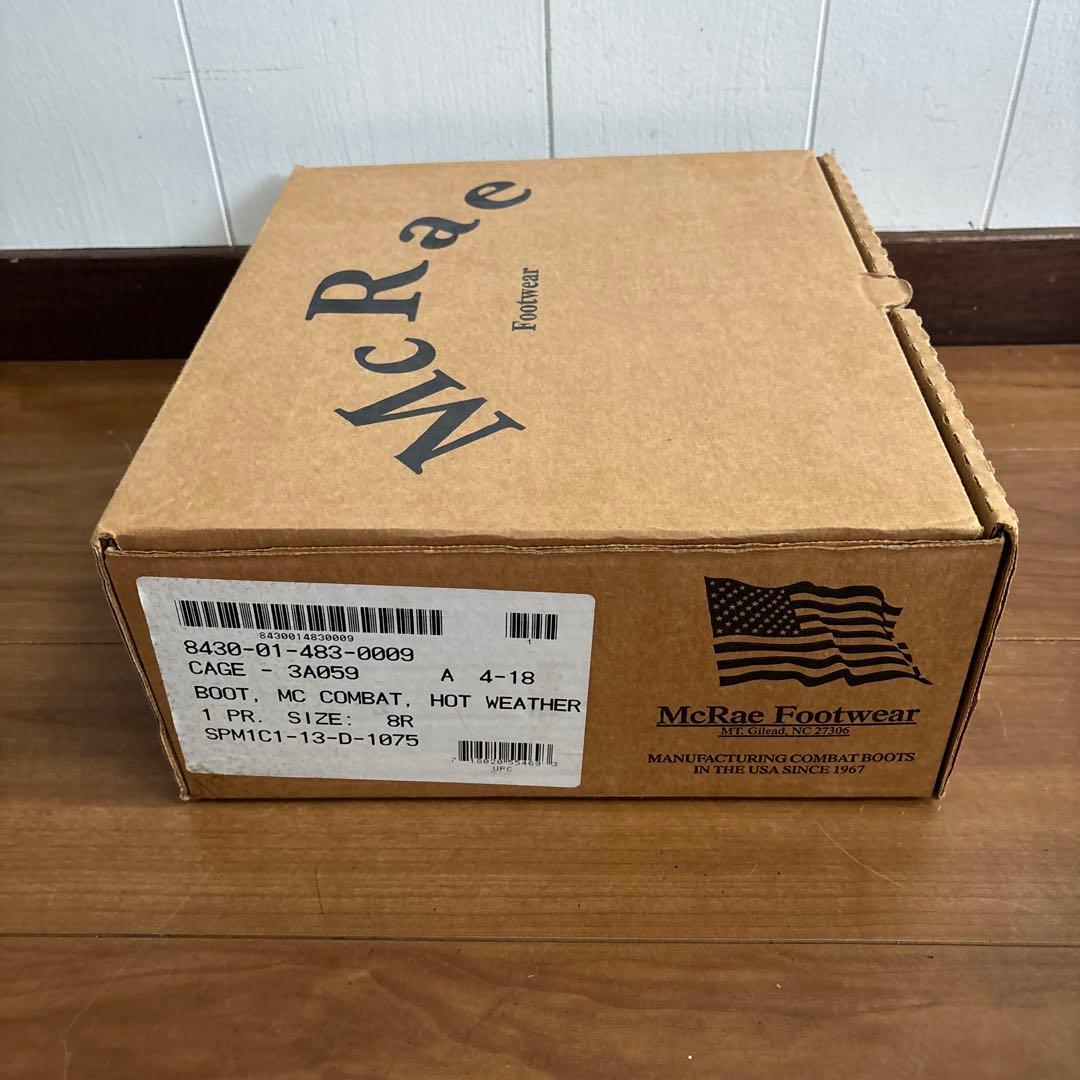 McRae
Footwear
8430014830009
8430-01-483-0009
1
CAGE - 3A059 A 4-18
BOOT, MC COMBAT, HOT WEATHER
1 PR. SIZE: 8R
SPM1C1-13-D-1075
UPC
McRae Footwear
MT. Gilead, NC 27306
MANUFACTURING COMBAT BOOTS
IN THE USA SINCE 1967